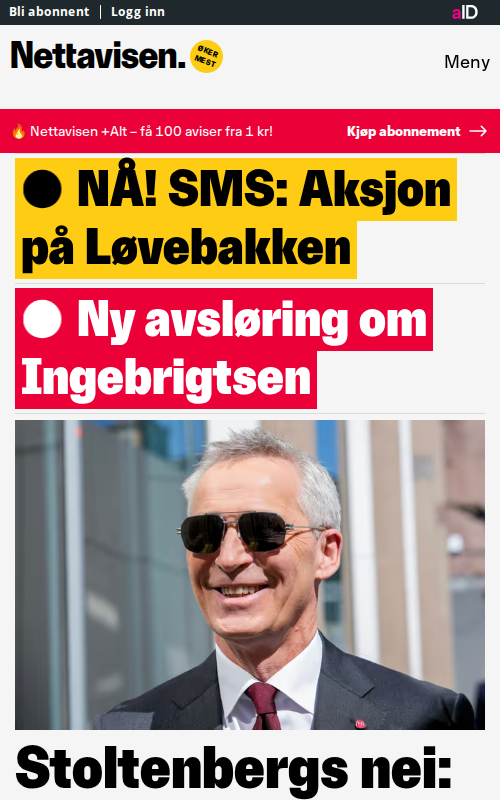 Bli abonnent | Logg inn
aID
Nettavisen.
ØKER
MEST
Meny
🔥 Nettavisen +Alt – få 100 aviser fra 1 kr!
Kjøp abonnement →
● NÅ! SMS: Aksjon
på Løvebakken
● Ny avsløring om
Ingebrigtsen
Stoltenbergs nei: